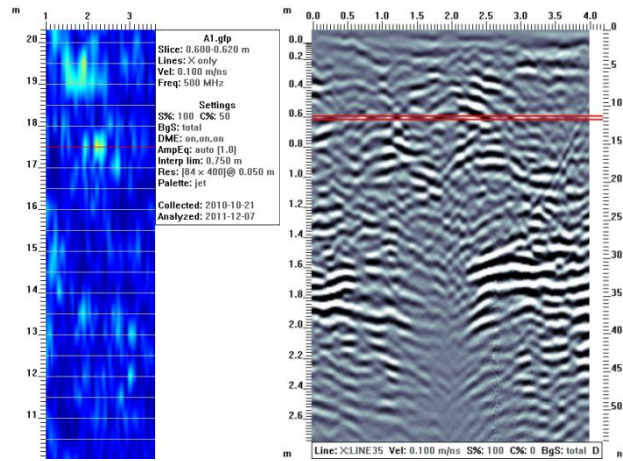 m
1 2 3
20
19
18
17
16
15
14
13
12
11
m
A1.gfp
Slice: 0.600-0.620 m
Lines: X only
Vel: 0.100 m/ns
Freq: 500 MHz
Settings
S%: 100 C%: 50
BgS: total
DME: on,on,on
AmpEq: auto [1.0]
Interp lim: 0.750 m
Res: [84 x 400]@ 0.050 m
Palette: jet
Collected: 2010-10-21
Analyzed: 2011-12-07
m
0.0 0.5 1.0 1.5 2.0 2.5 3.0 3.5 4.0
0.0
0.2
0.4
0.6
0.8
1.0
1.2
1.4
1.6
1.8
2.0
2.2
2.4
2.6
m
0
5
10
15
20
25
30
35
40
45
50
n
Line: X:LINE35 Vel: 0.100 m/ns S%: 100 C%: 0 BgS: total D